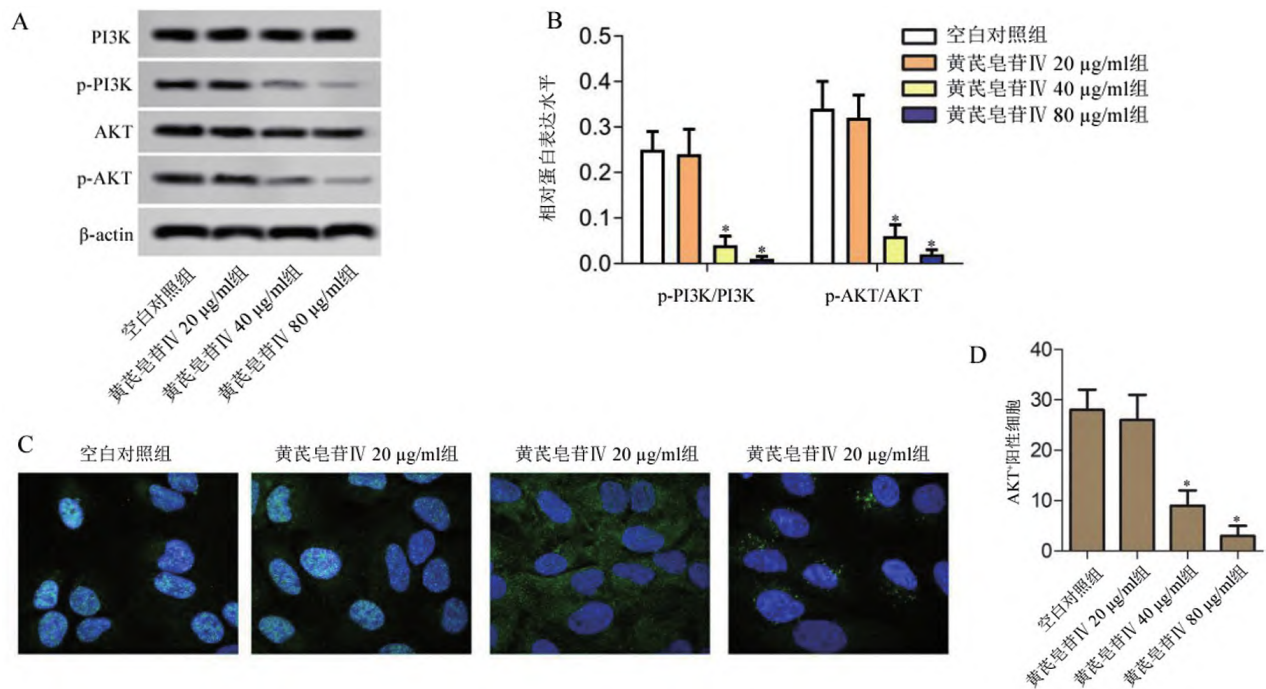 A
PI3K
p-PI3K
AKT
p-AKT
β-actin
空白对照组
黄芪皂苷Ⅳ 20 μg/ml组
黄芪皂苷Ⅳ 40 μg/ml组
黄芪皂苷Ⅳ 80 μg/ml组
B
相对蛋白表达水平
0.5
0.4
0.3
0.2
0.1
0.0
* * * *
p-PI3K/PI3K p-AKT/AKT
空白对照组
黄芪皂苷Ⅳ 20 μg/ml组
黄芪皂苷Ⅳ 40 μg/ml组
黄芪皂苷Ⅳ 80 μg/ml组
C
空白对照组 黄芪皂苷Ⅳ 20 μg/ml组 黄芪皂苷Ⅳ 20 μg/ml组 黄芪皂苷Ⅳ 20 μg/ml组
D
AKT⁺阳性细胞
40
30
20
10
0
* *
空白对照组
黄芪皂苷Ⅳ 20 μg/ml组
黄芪皂苷Ⅳ 40 μg/ml组
黄芪皂苷Ⅳ 80 μg/ml组